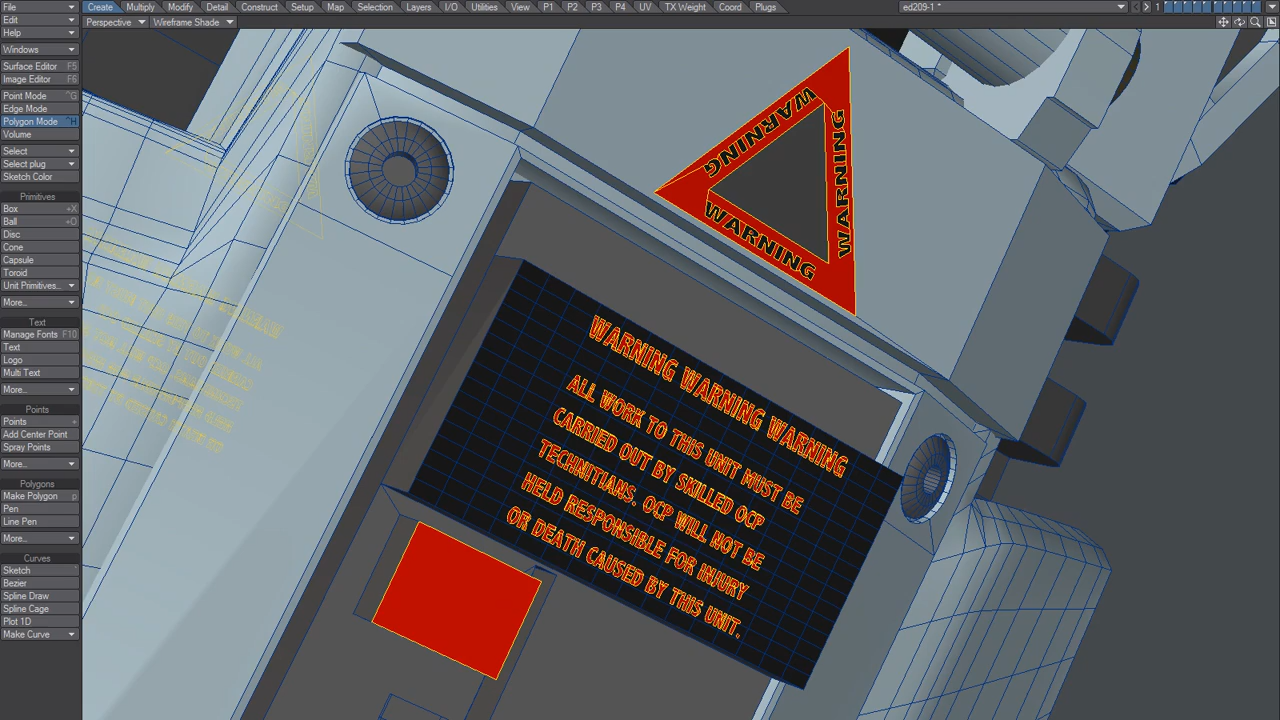 File
Create
Multiply
Modify
Detail
Construct
Setup
Map
Selection
Layers
I/O
Utilities
View
P1
P2
P3
P4
UV
TX Weight
Coord
Plugs
ed209-1 *
1
Edit
Perspective
Wireframe Shade
Help
Windows
Surface Editor F5
Image Editor F6
Point Mode ^G
Edge Mode
Polygon Mode ^H
Volume
Select
Select plug
Sketch Color
Primitives
Box +X
Ball +O
Disc
Cone
Capsule
Toroid
Unit Primitives...
More...
Text
Manage Fonts F10
Text
Logo
Multi Text
More...
Points
Points +
Add Center Point
Spray Points
More...
Polygons
Make Polygon p
Pen
Line Pen
More...
Curves
Sketch '
Bezier
Spline Draw
Spline Cage
Plot 1D
Make Curve
WARNING
WARNING
WARNING
WARNING WARNING WARNING
ALL WORK TO THIS UNIT MUST BE
CARRIED OUT BY SKILLED OCP
TECHNITIANS. OCP WILL NOT BE
HELD RESPONSIBLE FOR INJURY
OR DEATH CAUSED BY THIS UNIT.